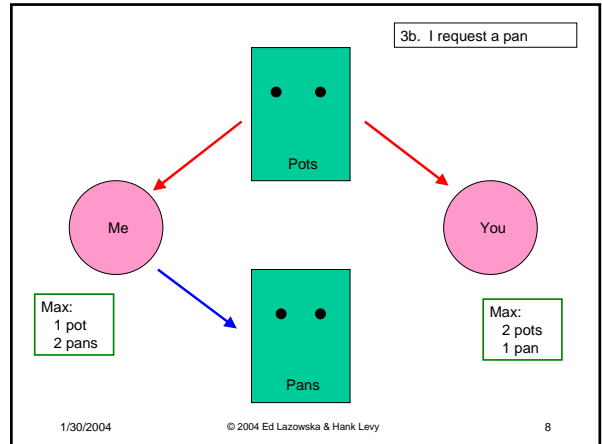 3b. I request a pan
Pots
Me
You
Max:
1 pot
2 pans
Max:
2 pots
1 pan
Pans
1/30/2004
© 2004 Ed Lazowska & Hank Levy
8